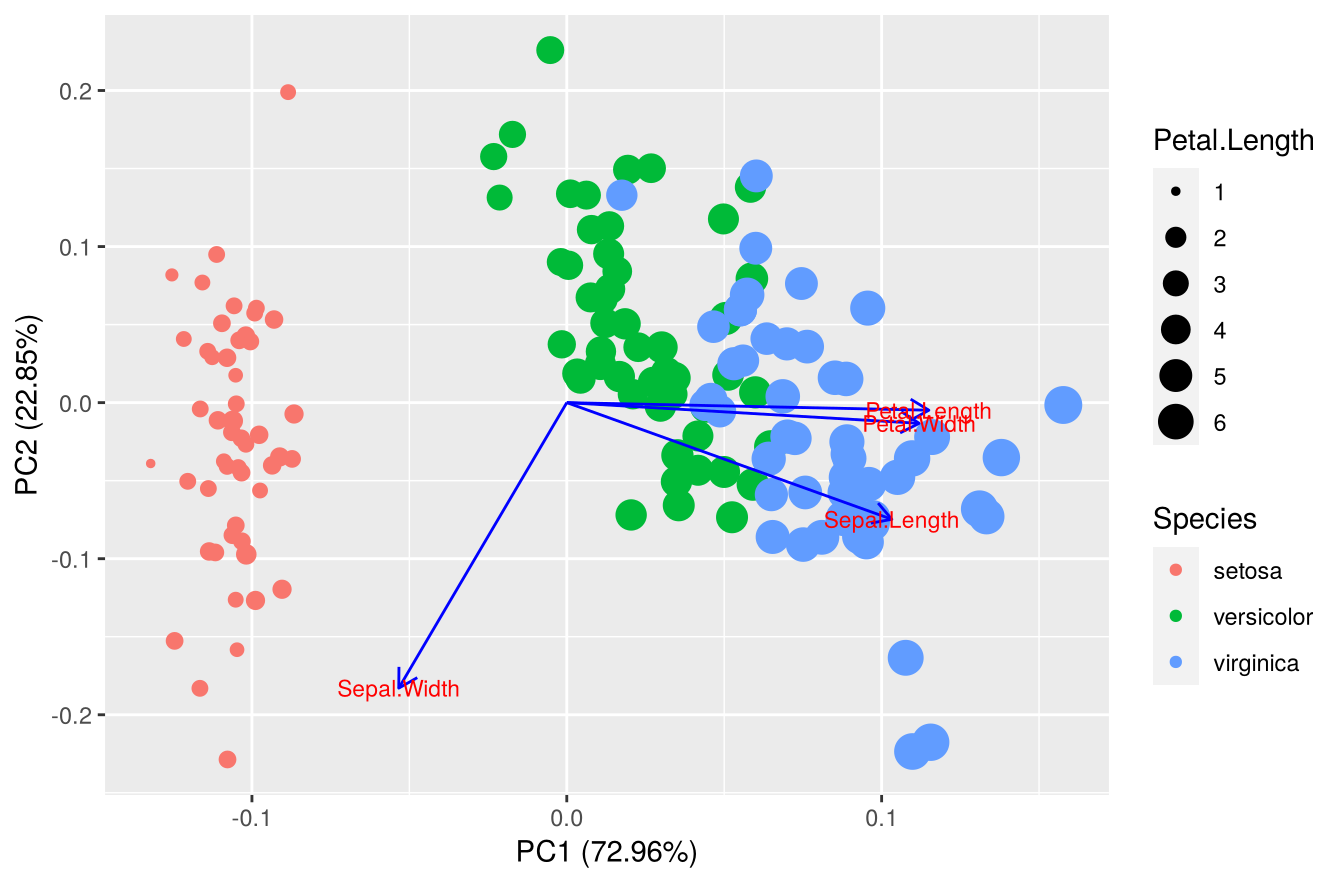 0.2
0.1
0.0
-0.1
-0.2
PC2 (22.85%)
-0.1
0.0
0.1
PC1 (72.96%)
Petal.Length
Petal.Width
Sepal.Length
Sepal.Width
Petal.Length
1
2
3
4
5
6
Species
setosa
versicolor
virginica